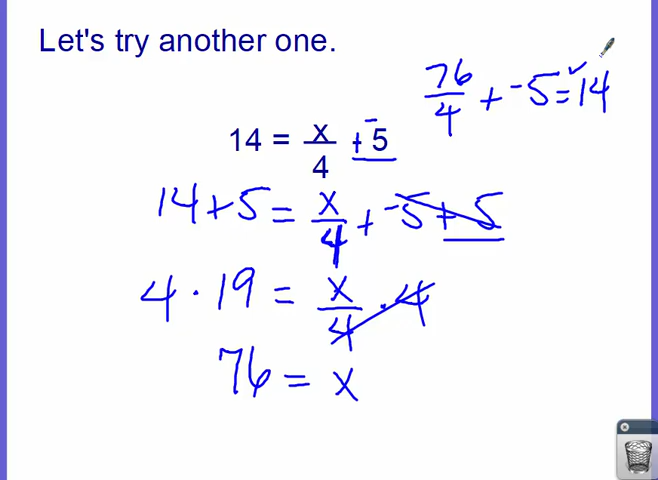 Let's try another one.
76/4 + -5 = 14
14 = x/4 + -5
14 + 5 = x/4 + -5 + 5
4 · 19 = x/4 · 4
76 = x